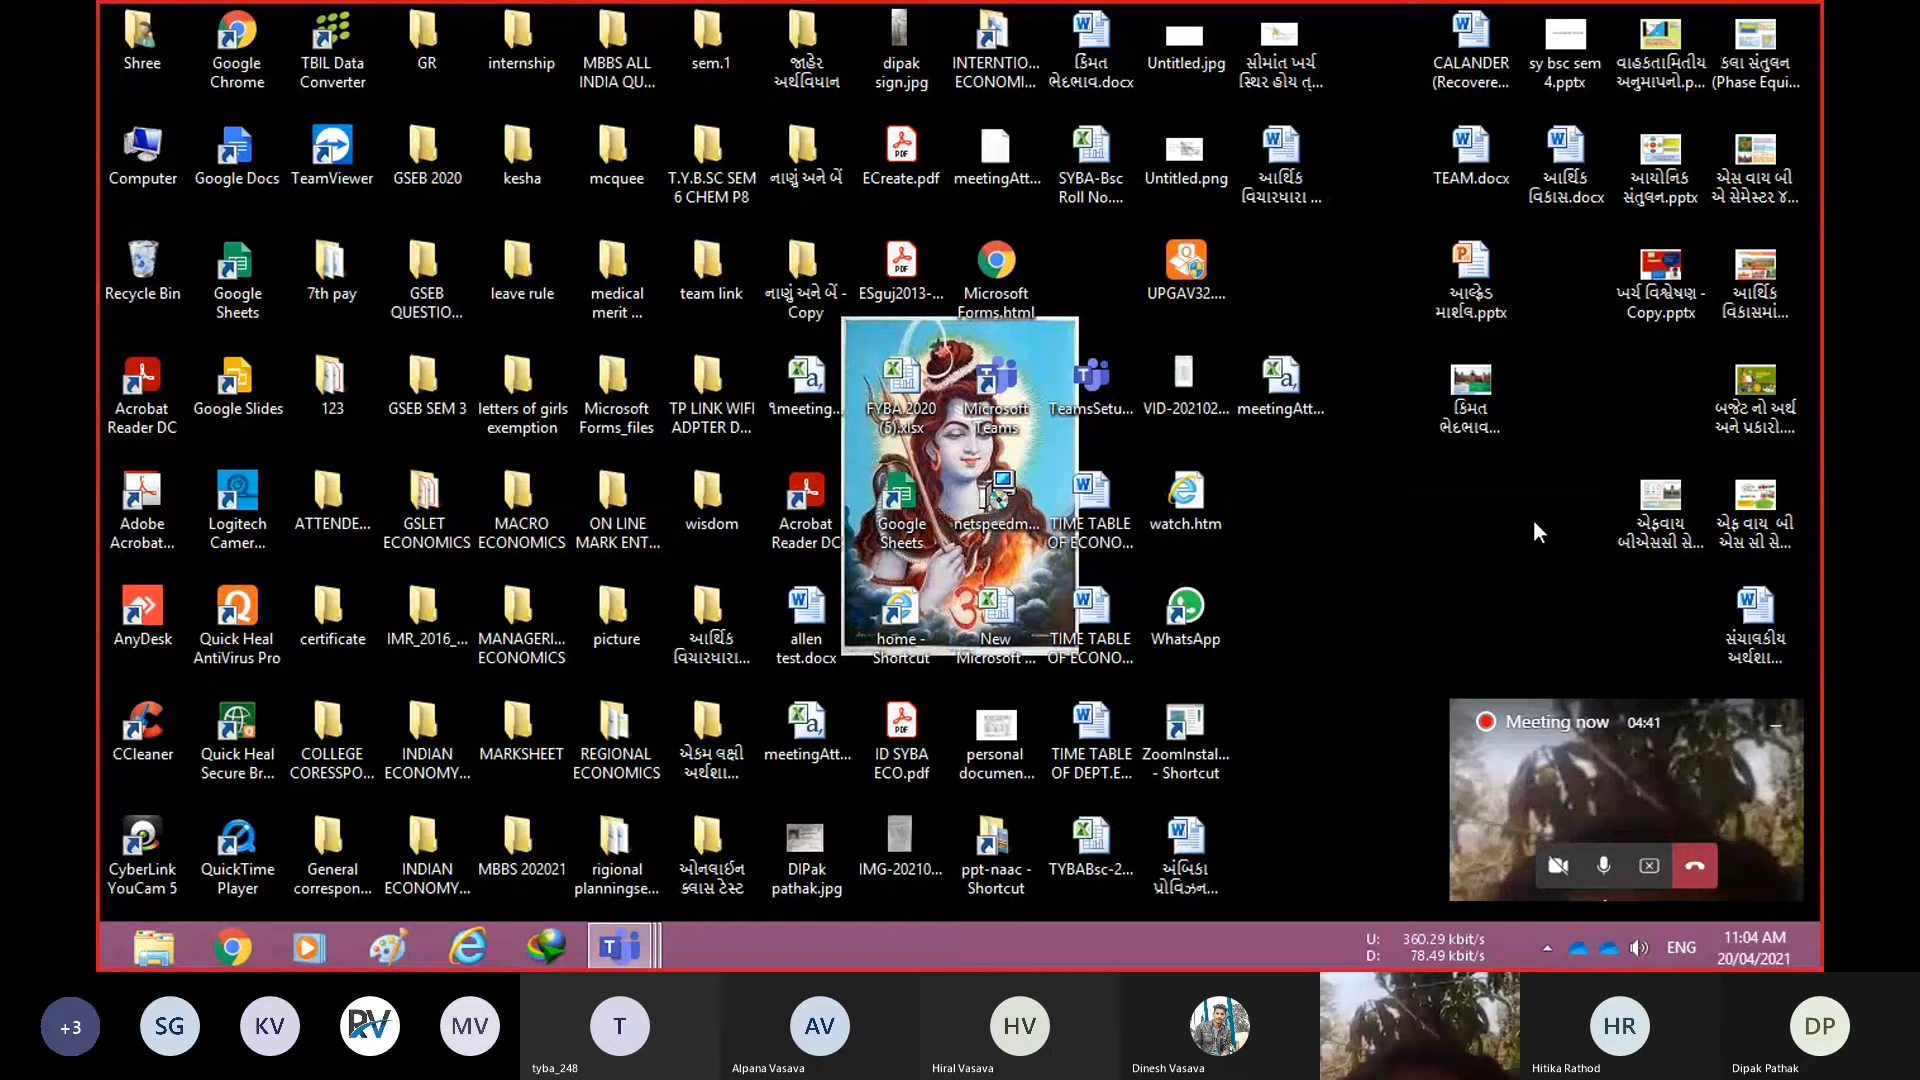 Shree
Google
Chrome
TBIL Data
Converter
GR
internship
MBBS ALL
INDIA QU...
sem.1
જાહેર
અર્થવિધાન
dipak
sign.jpg
INTERNTIO...
ECONOMI...
કિંમત
ભેદભાવ.docx
Untitled.jpg
સીમાંત ખર્ચ
સ્થિર હોય ત્...
CALANDER
(Recovere...
sy bsc sem
4.pptx
વાહકતામિતીય
અનુમાપનો.p...
કલા સંતુલન
(Phase Equi...
Computer
Google Docs
TeamViewer
GSEB 2020
kesha
mcquee
T.Y.B.SC SEM
6 CHEM P8
નાણું અને બેં
ECreate.pdf
meetingAtt...
SYBA-Bsc
Roll No....
Untitled.png
આર્થિક
વિચારધારા ...
TEAM.docx
આર્થિક
વિકાસ.docx
આયોનિક
સંતુલન.pptx
એસ વાય બી
એ સેમેસ્ટર ૪...
Recycle Bin
Google
Sheets
7th pay
GSEB
QUESTIO...
leave rule
medical
merit ...
team link
નાણું અને બેં -
Copy
ESguj2013-...
Microsoft
Forms.html
UPGAV32....
આલ્ફ્રેડ
માર્શલ.pptx
ખર્ચ વિશ્લેષણ -
Copy.pptx
આર્થિક
વિકાસમાં...
Acrobat
Reader DC
Google Slides
123
GSEB SEM 3
letters of girls
exemption
Microsoft
Forms_files
TP LINK WIFI
ADPTER D...
૧meeting...
FYBA 2020
(5).xlsx
Microsoft
Teams
TeamsSetu...
VID-202102...
meetingAtt...
કિંમત
ભેદભાવ...
બજેટ નો અર્થ
અને પ્રકારો....
Adobe
Acrobat...
Logitech
Camer...
ATTENDE...
GSLET
ECONOMICS
MACRO
ECONOMICS
ON LINE
MARK ENT...
wisdom
Acrobat
Reader DC
Google
Sheets
netspeedm...
TIME TABLE
OF ECONO...
watch.htm
એફવાય
બીએસસી સે...
એફ વાય બી
એસ સી સે...
AnyDesk
Quick Heal
AntiVirus Pro
certificate
IMR_2016_...
MANAGERI...
ECONOMICS
picture
આર્થિક
વિચારધારા...
allen
test.docx
home -
Shortcut
New
Microsoft ...
TIME TABLE
OF ECONO...
WhatsApp
સંચાલકીય
અર્થશા...
CCleaner
Quick Heal
Secure Br...
COLLEGE
CORESSPO...
INDIAN
ECONOMY...
MARKSHEET
REGIONAL
ECONOMICS
એકમ લક્ષી
અર્થશા...
meetingAtt...
ID SYBA
ECO.pdf
personal
documen...
TIME TABLE
OF DEPT.E...
ZoomInstal...
- Shortcut
Meeting now 04:41
CyberLink
YouCam 5
QuickTime
Player
General
correspon...
INDIAN
ECONOMY...
MBBS 202021
rigional
planningse...
ઓનલાઈન
ક્લાસ ટેસ્ટ
DIPak
pathak.jpg
IMG-20210...
ppt-naac -
Shortcut
TYBABsc-2...
અંબિકા
પ્રોવિઝન...
U: 360.29 kbit/s
D: 78.49 kbit/s
ENG
11:04 AM
20/04/2021
+3
SG
KV
RV
MV
T
AV
HV
HR
DP
tyba_248
Alpana Vasava
Hiral Vasava
Dinesh Vasava
Hitika Rathod
Dipak Pathak